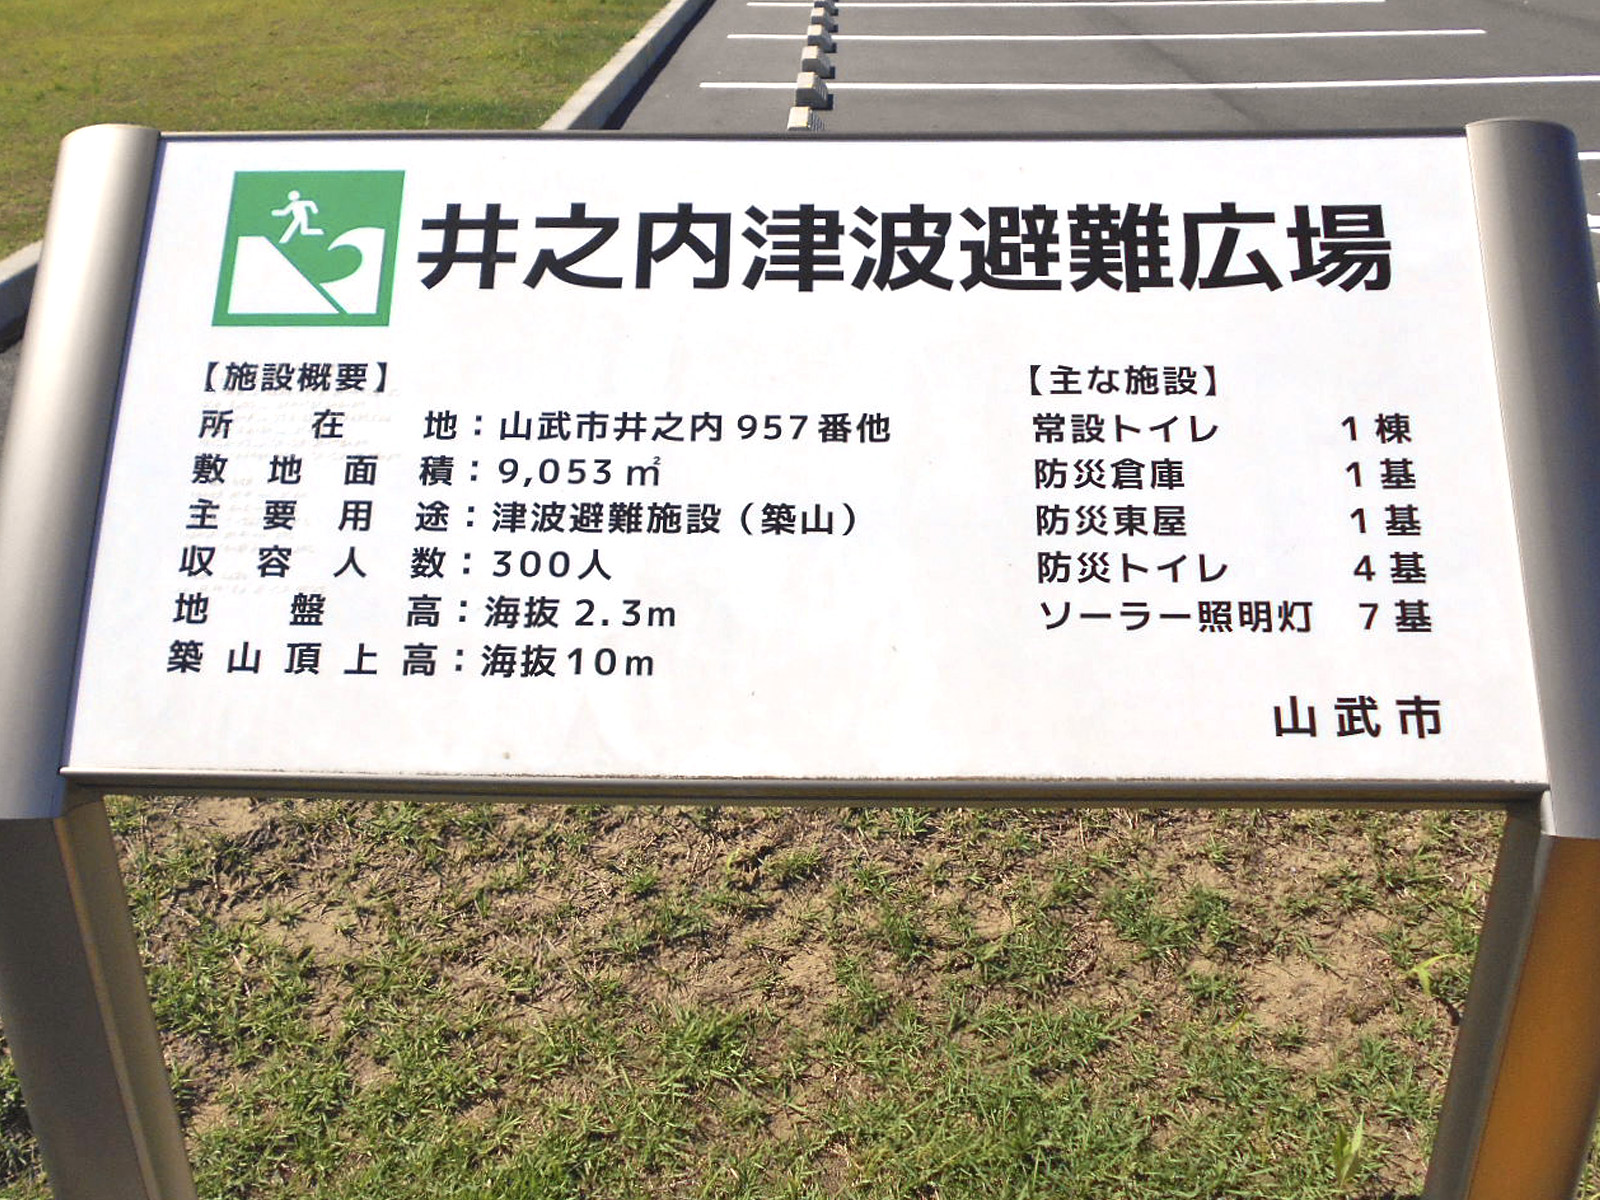 井之内津波避難広場
【施設概要】
所在地：山武市井之内957番他
敷地面積：9,053㎡
主要用途：津波避難施設（築山）
収容人数：300人
地盤高：海抜2.3m
築山頂上高：海抜10m
【主な施設】
常設トイレ 1棟
防災倉庫 1基
防災東屋 1基
防災トイレ 4基
ソーラー照明灯 7基
山武市